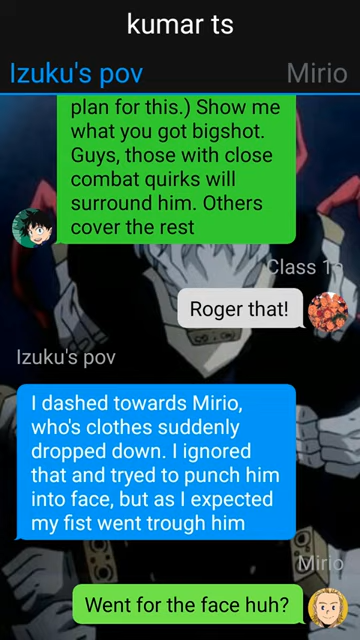 kumar ts
Izuku's pov
Mirio
plan for this.) Show me
what you got bigshot.
Guys, those with close
combat quirks will
surround him. Others
cover the rest
Class 1a
Roger that!
Izuku's pov
I dashed towards Mirio,
who's clothes suddenly
dropped down. I ignored
that and tryed to punch him
into face, but as I expected
my fist went trough him
Mirio
Went for the face huh?